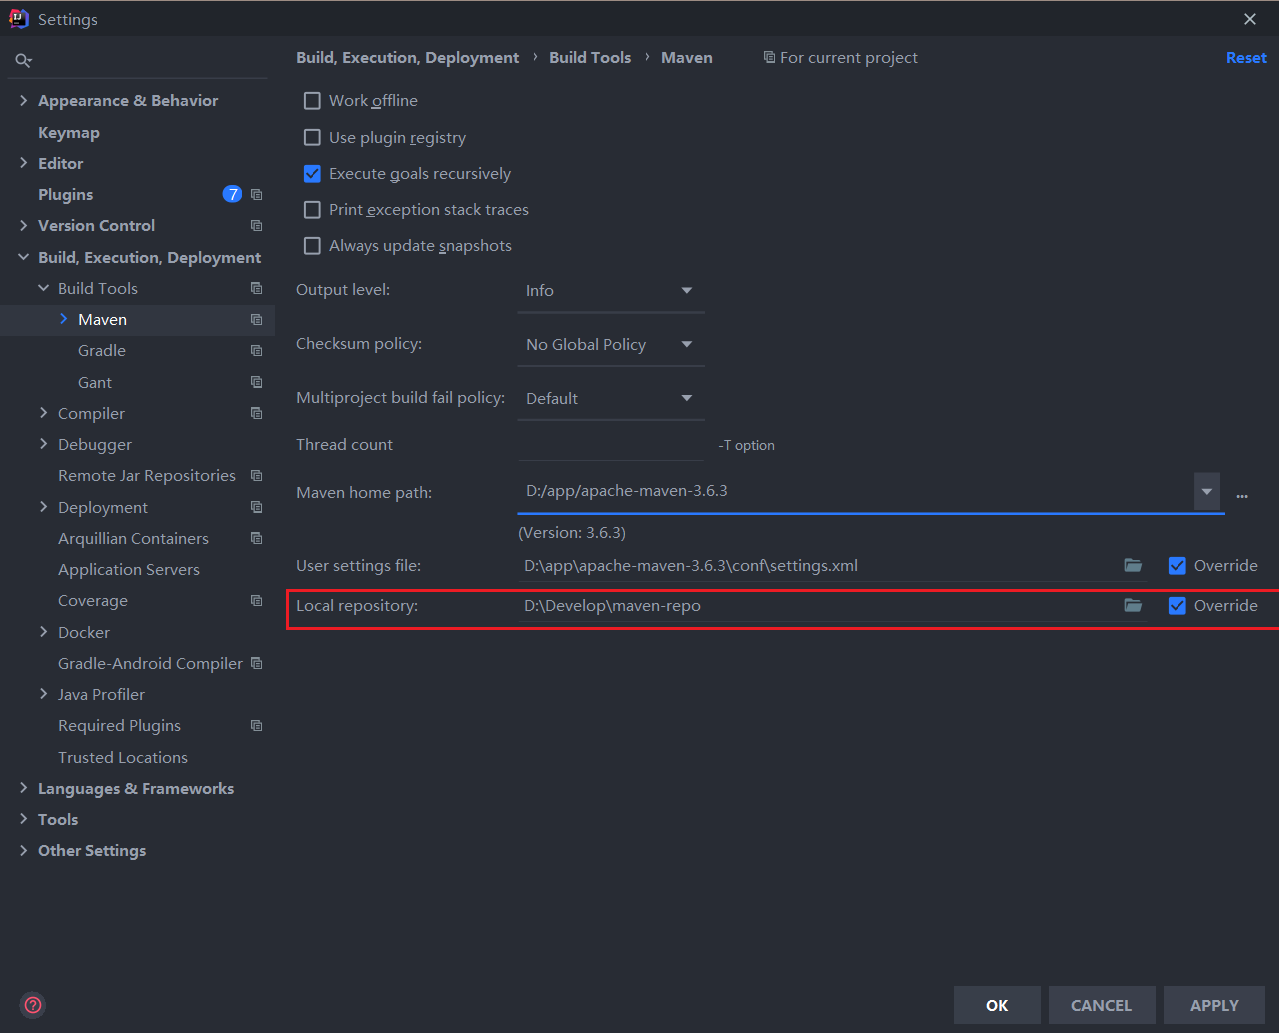 Settings
Build, Execution, Deployment › Build Tools › Maven For current project Reset
Appearance & Behavior
Keymap
Editor
Plugins 7
Version Control
Build, Execution, Deployment
Build Tools
Maven
Gradle
Gant
Compiler
Debugger
Remote Jar Repositories
Deployment
Arquillian Containers
Application Servers
Coverage
Docker
Gradle-Android Compiler
Java Profiler
Required Plugins
Trusted Locations
Languages & Frameworks
Tools
Other Settings
Work offline
Use plugin registry
Execute goals recursively
Print exception stack traces
Always update snapshots
Output level: Info
Checksum policy: No Global Policy
Multiproject build fail policy: Default
Thread count -T option
Maven home path: D:/app/apache-maven-3.6.3 ...
(Version: 3.6.3)
User settings file: D:\app\apache-maven-3.6.3\conf\settings.xml Override
Local repository: D:\Develop\maven-repo Override
? OK CANCEL APPLY